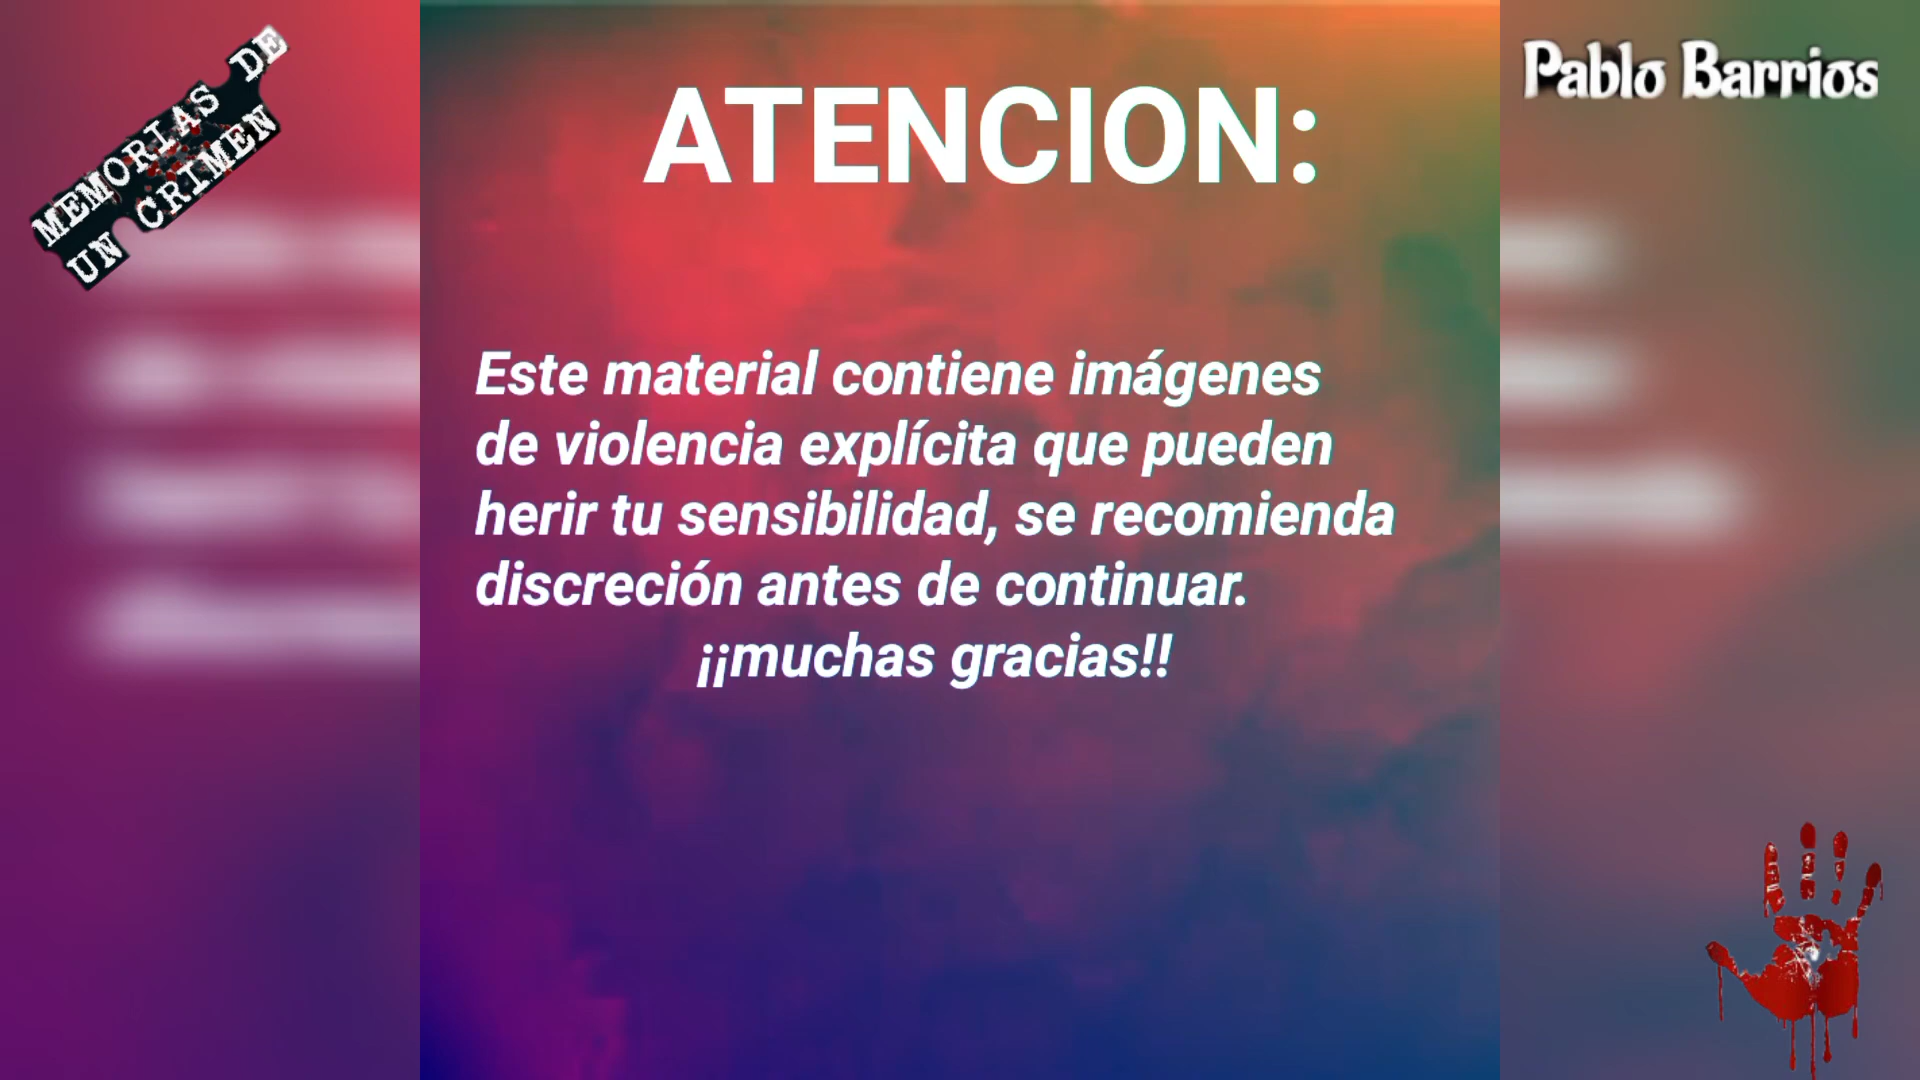 MEMORIAS DE
UN CRIMEN
Pablo Barrios
ATENCION:
Este material contiene imágenes
de violencia explícita que pueden
herir tu sensibilidad, se recomienda
discreción antes de continuar.
¡¡muchas gracias!!